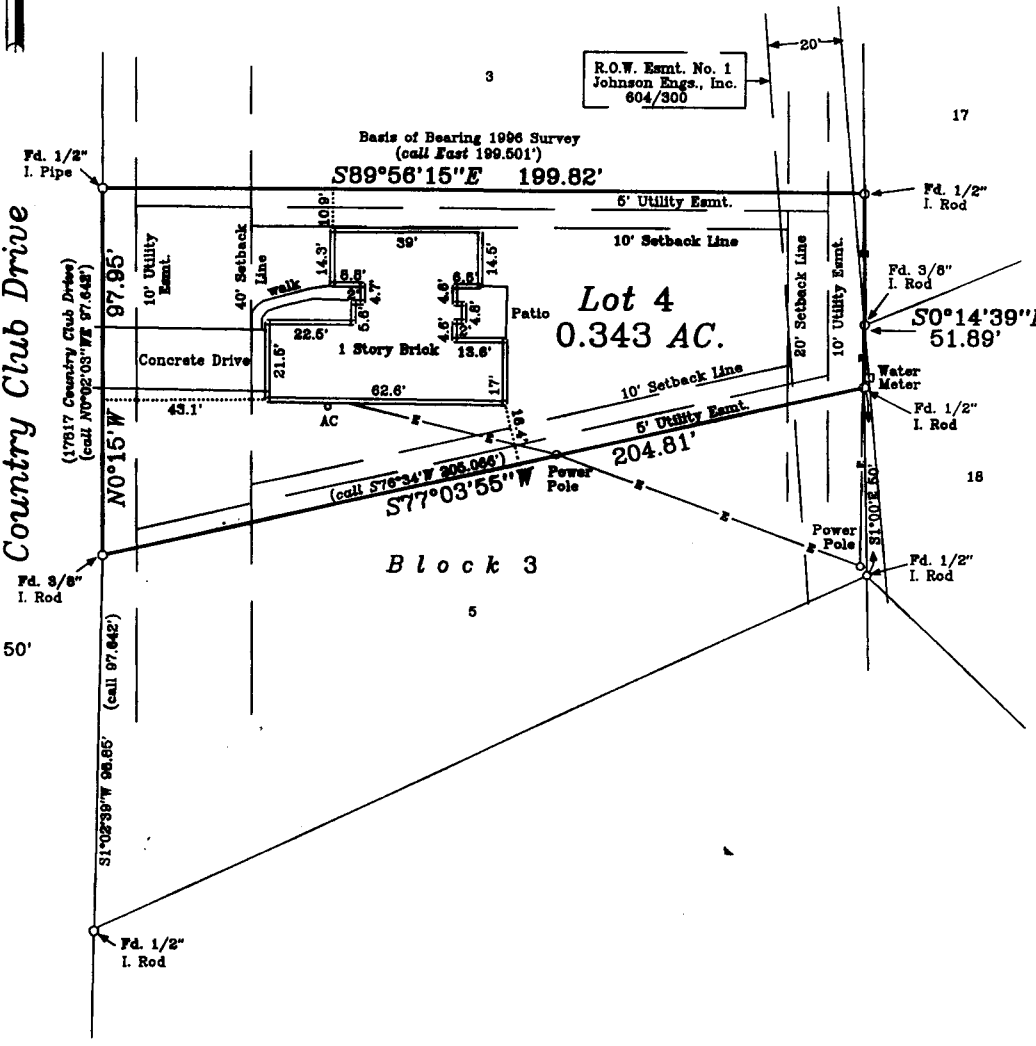 20'
R.O.W. Esmt. No. 1
Johnson Engs., Inc.
604/300
3
17
Basis of Bearing 1996 Survey
(call East 199.501')
S89°56'15"E 199.82'
Fd. 1/2"
I. Pipe
Fd. 1/2"
I. Rod
5' Utility Esmt.
10' Setback Line
10.9'
39'
14.3'
14.5'
Country Club Drive
(17817 Country Club Drive)
(call N0°02'03"WE 97.642')
N0°15'W 97.95'
10' Utility
Esmt.
40' Setback
Line
walk
4.7'
5.6'
22.5'
21.5'
4.6'
4.6'
2'
13.6'
17'
Patio
1 Story Brick
62.6'
Concrete Drive
43.1'
AC
16.4'
Lot 4
0.343 AC.
20' Setback Line
10' Utility Esmt.
Fd. 3/8"
I. Rod
S0°14'39"
51.89'
Water
Meter
Fd. 1/2"
I. Rod
10' Setback Line
5' Utility Esmt.
204.81'
(call S76°34'W 205.066')
S77°03'55"W
Power
Pole
E
E
E
E
E
Power
Pole
S1°00'E 50'
18
Fd. 1/2"
I. Rod
Block 3
5
Fd. 3/8"
I. Rod
50'
(call 97.642')
S1°02'39"W 96.85'
Fd. 1/2"
I. Rod